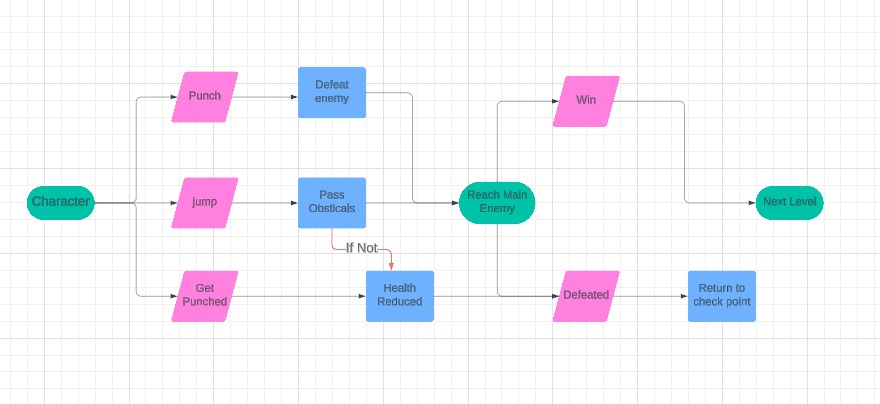 Punch
Defeat
enemy
Win
Character
jump
Pass
Obsticals
Reach Main
Enemy
Next Level
If Not
Get
Punched
Health
Reduced
Defeated
Return to
check point